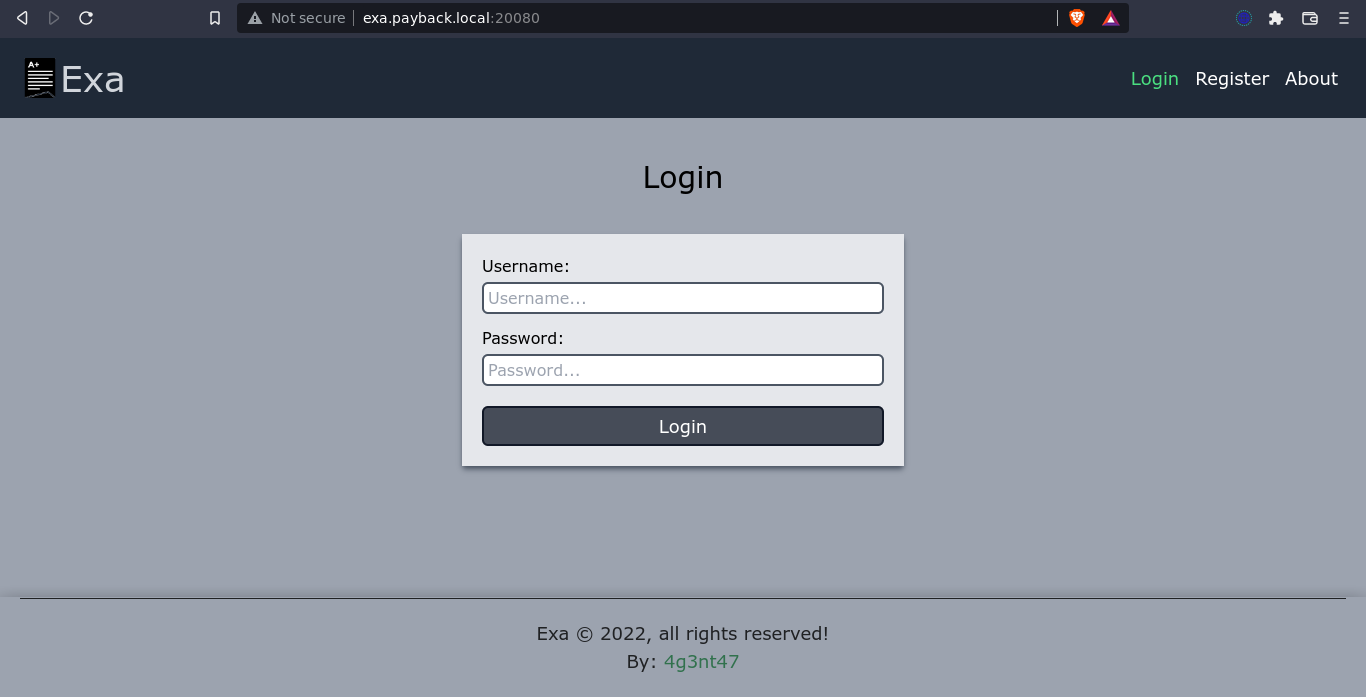 Not secure exa.payback.local:20080
A+
Exa
Login Register About
Login
Username:
Username...
Password:
Password...
Login
Exa © 2022, all rights reserved!
By: 4g3nt47